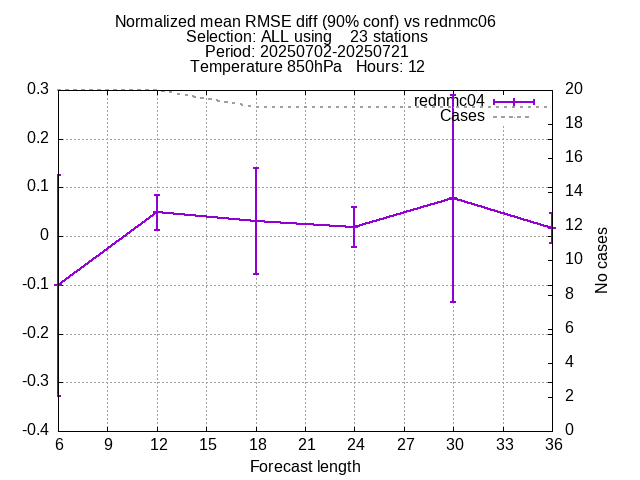 Normalized mean RMSE diff (90% conf) vs rednmc06
Selection: ALL using    23 stations
Period: 20250702-20250721
Temperature 850hPa   Hours: 12
rednmc04
Cases
0.3
0.2
0.1
0
-0.1
-0.2
-0.3
-0.4
20
18
16
14
12
10
8
6
4
2
0
No cases
6 9 12 15 18 21 24 27 30 33 36
Forecast length